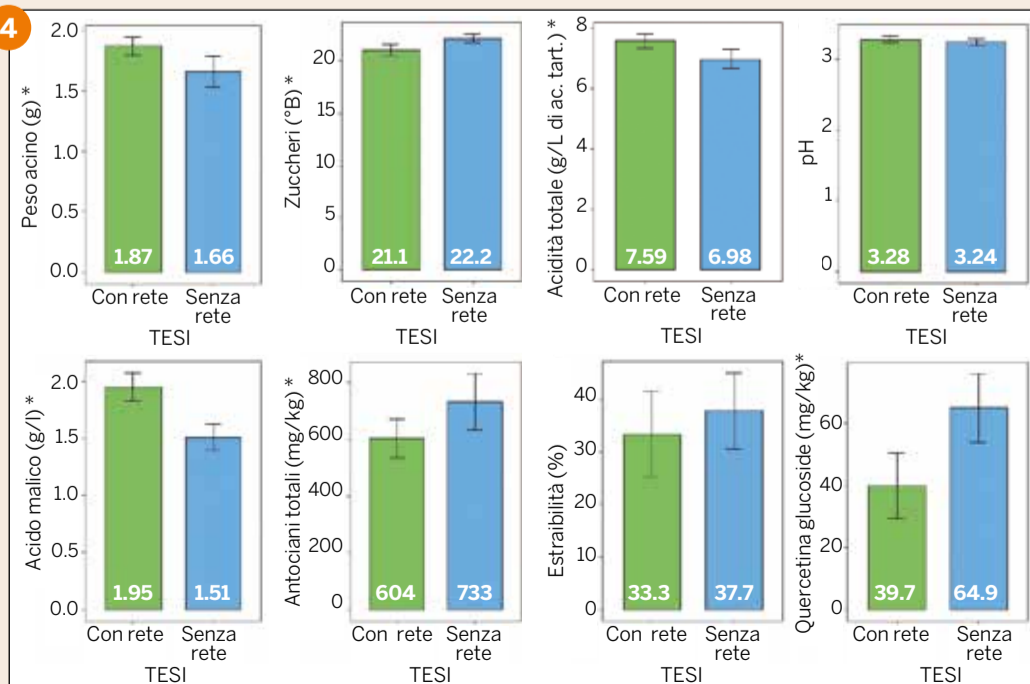 4
Peso acino (g) *
2.0
1.5
1.0
0.5
0.0
1.87
1.66
Con rete
Senza
rete
TESI
Zuccheri (°B) *
20
15
10
5
0
21.1
22.2
Con rete
Senza
rete
TESI
Acidità totale (g/L di ac. tart.) *
8
6
4
2
0
7.59
6.98
Con rete
Senza
rete
TESI
pH
3
2
1
0
3.28
3.24
Con rete
Senza
rete
TESI
Acido malico (g/l) *
2.0
1.5
1.0
0.5
0.0
1.95
1.51
Con rete
Senza
rete
TESI
Antociani totali (mg/kg)*
800
600
400
200
0
604
733
Con rete
Senza
rete
TESI
Estraibilità (%)
40
30
20
10
0
33.3
37.7
Con rete
Senza
rete
TESI
Quercetina glucoside (mg/kg)*
60
40
20
0
39.7
64.9
Con rete
Senza
rete
TESI